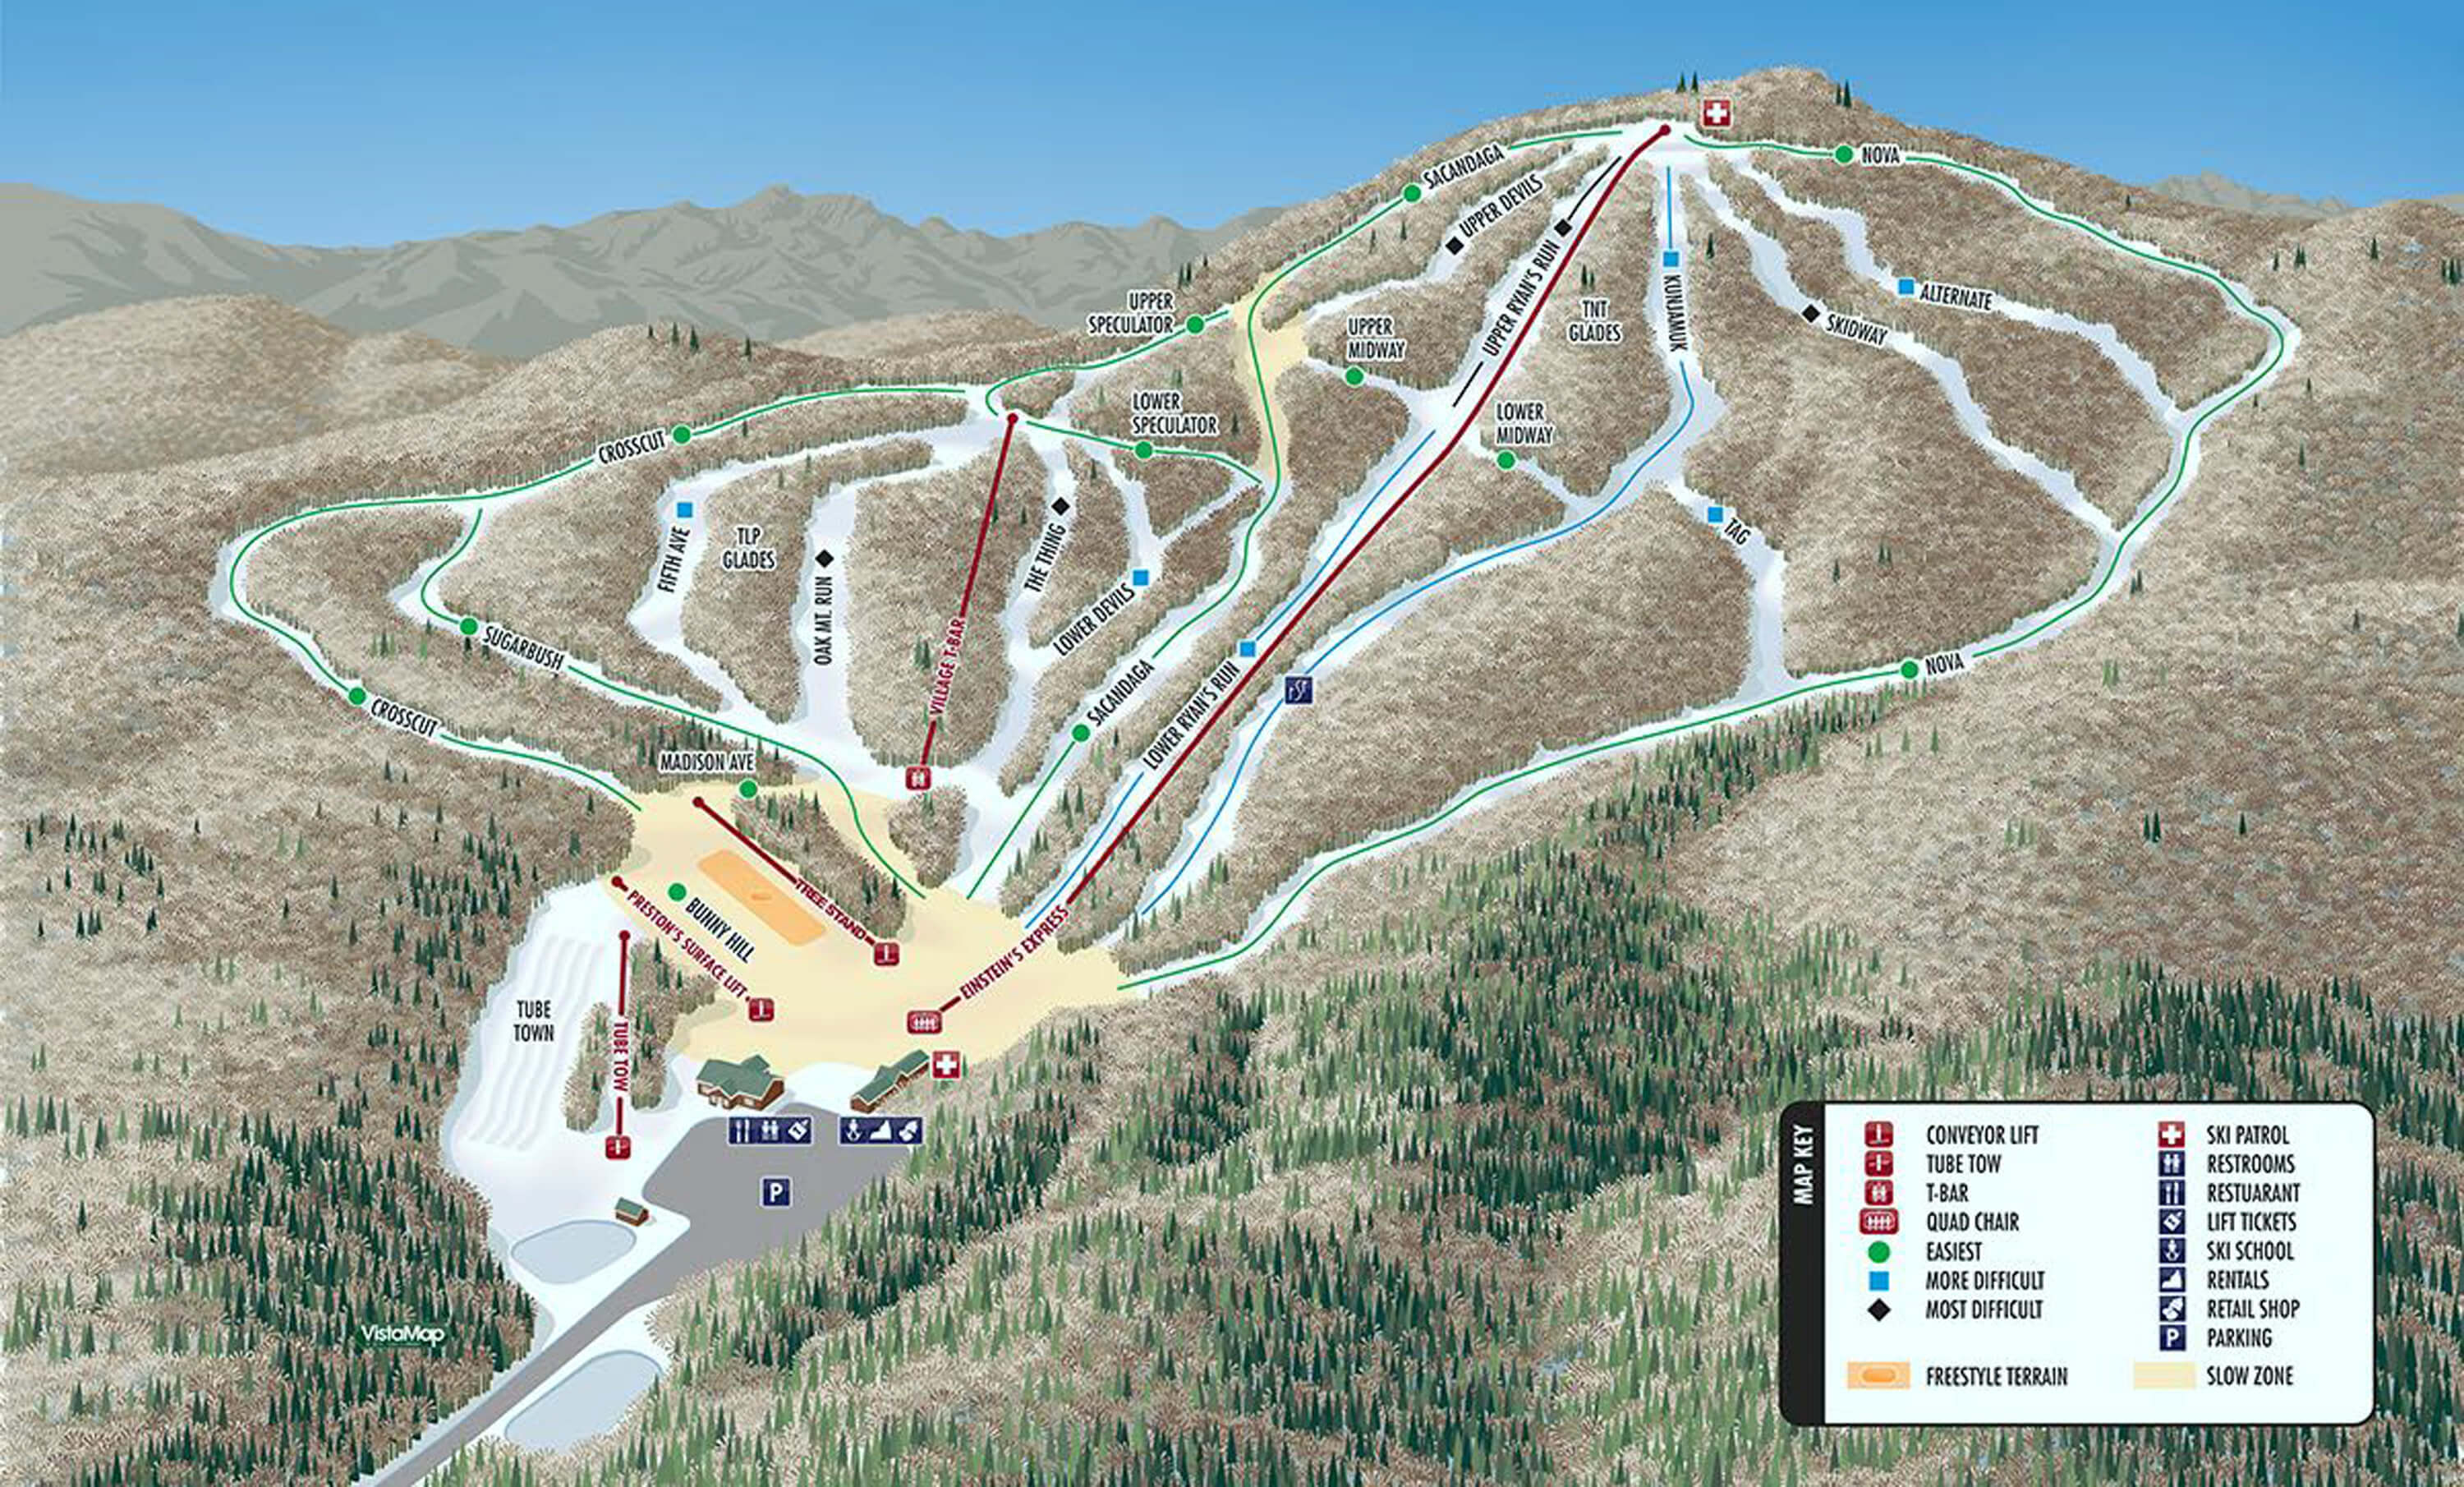 SACANDAGA
NOVA
UPPER DEVILS
UPPER RYAN'S RUN
TNT
GLADES
KUNJAMUK
ALTERNATE
SKIDWAY
UPPER
SPECULATOR
UPPER
MIDWAY
LOWER
SPECULATOR
LOWER
MIDWAY
CROSSCUT
FIFTH AVE
TLP
GLADES
OAK MT. RUN
THE THING
LOWER DEVILS
TAG
SUGARBUSH
VILLAGE T-BAR
SACANDAGA
LOWER RYAN'S RUN
NOVA
CROSSCUT
MADISON AVE
TREE STAND
BUNNY HILL
PRESTON'S SURFACE LIFT
EINSTEIN'S EXPRESS
TUBE
TOWN
TUBE TOW
P
VistaMap
MAP KEY
CONVEYOR LIFT
TUBE TOW
T-BAR
QUAD CHAIR
EASIEST
MORE DIFFICULT
MOST DIFFICULT
FREESTYLE TERRAIN
SKI PATROL
RESTROOMS
RESTUARANT
LIFT TICKETS
SKI SCHOOL
RENTALS
RETAIL SHOP
P PARKING
SLOW ZONE